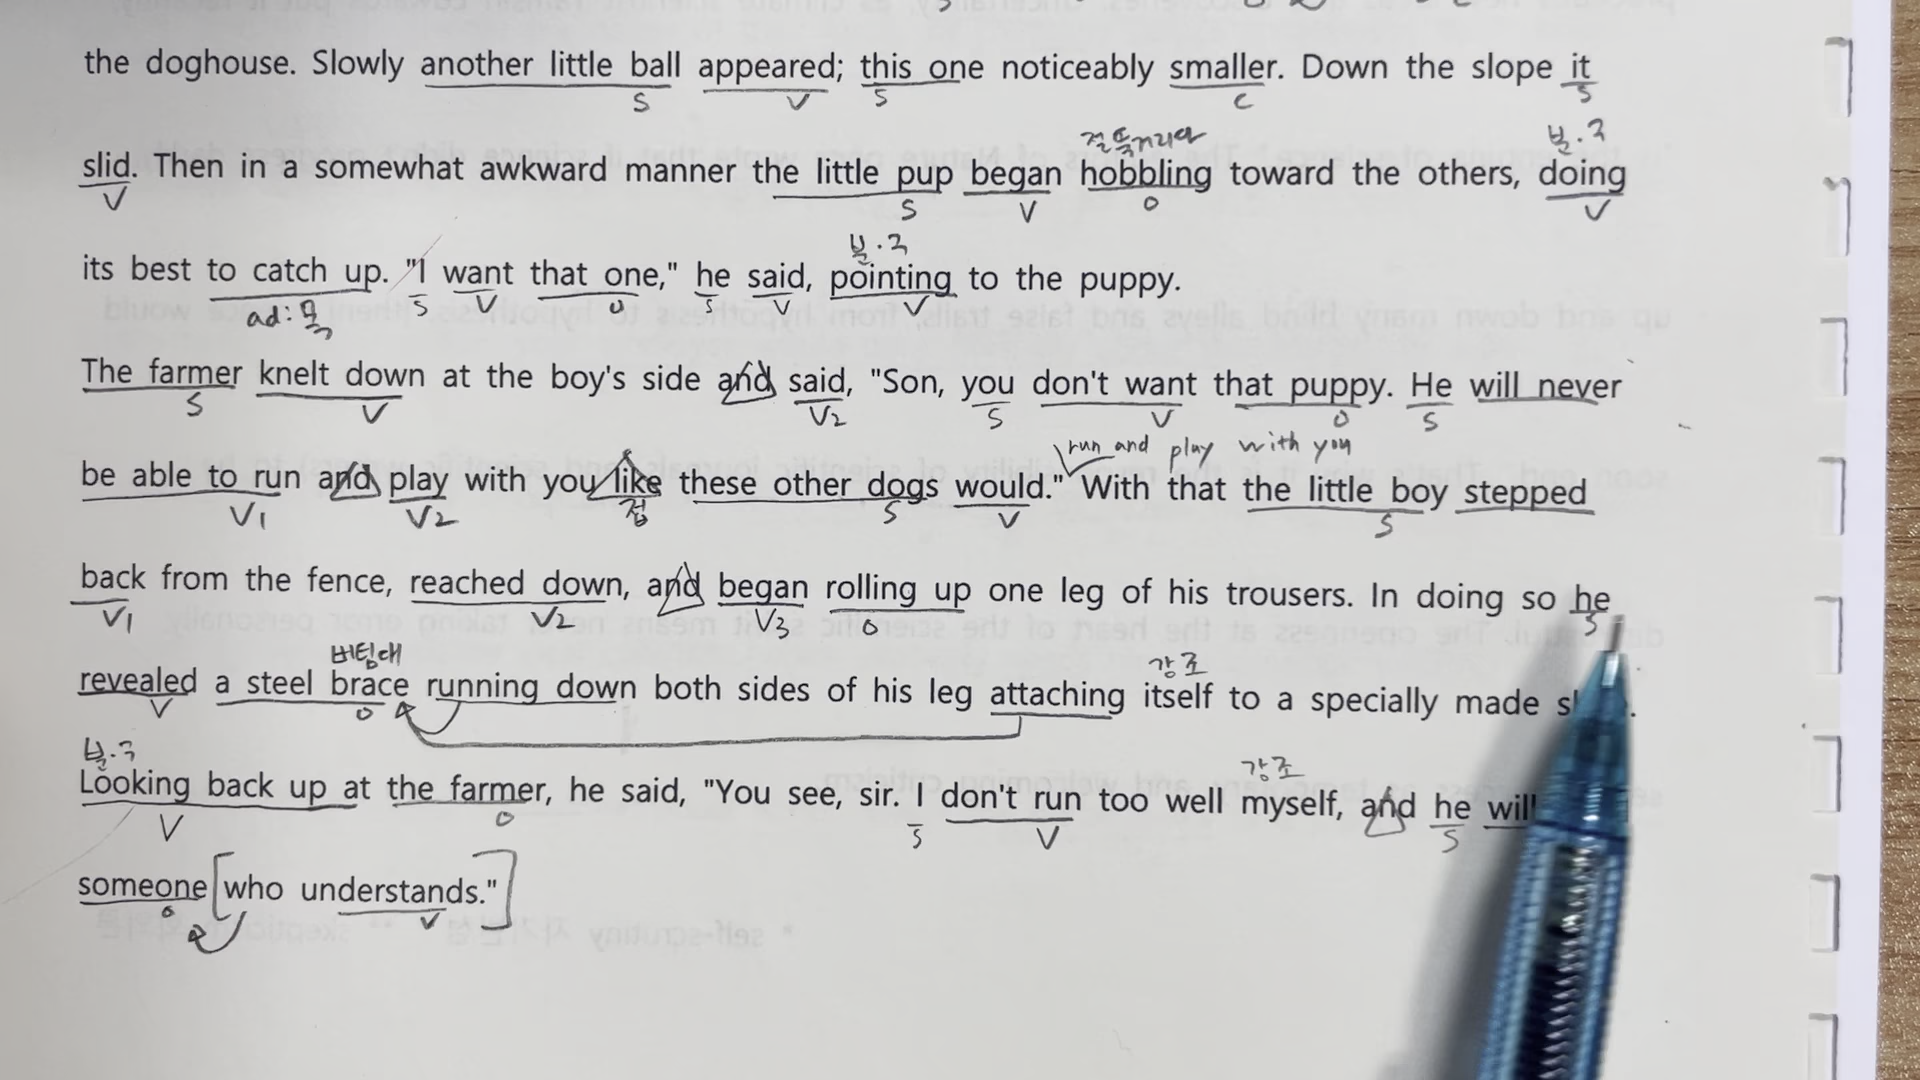 the doghouse. Slowly another little ball appeared; this one noticeably smaller. Down the slope it
S V S C S
걸뚝거리다 분.구
slid. Then in a somewhat awkward manner the little pup began hobbling toward the others, doing
V S V O V
분.구
its best to catch up. "I want that one," he said, pointing to the puppy.
ad: 목 S V O S V V
The farmer knelt down at the boy's side and said, "Son, you don't want that puppy. He will never
S V V2 S V O S
run and play with you
be able to run and play with you like these other dogs would." With that the little boy stepped
V1 V2 접 S V S
back from the fence, reached down, and began rolling up one leg of his trousers. In doing so he
V1 V2 V3 O S
버팀대 강조
revealed a steel brace running down both sides of his leg attaching itself to a specially made
V O
분.구 강조
Looking back up at the farmer, he said, "You see, sir. I don't run too well myself, and he will
V O S V S
someone [who understands."]
O V